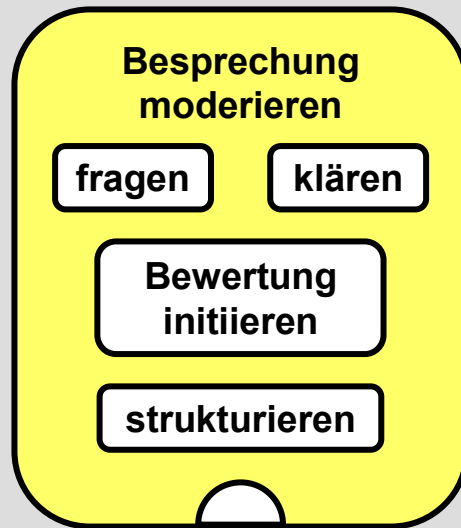 Besprechung
moderieren
fragen
klären
Bewertung
initiieren
strukturieren